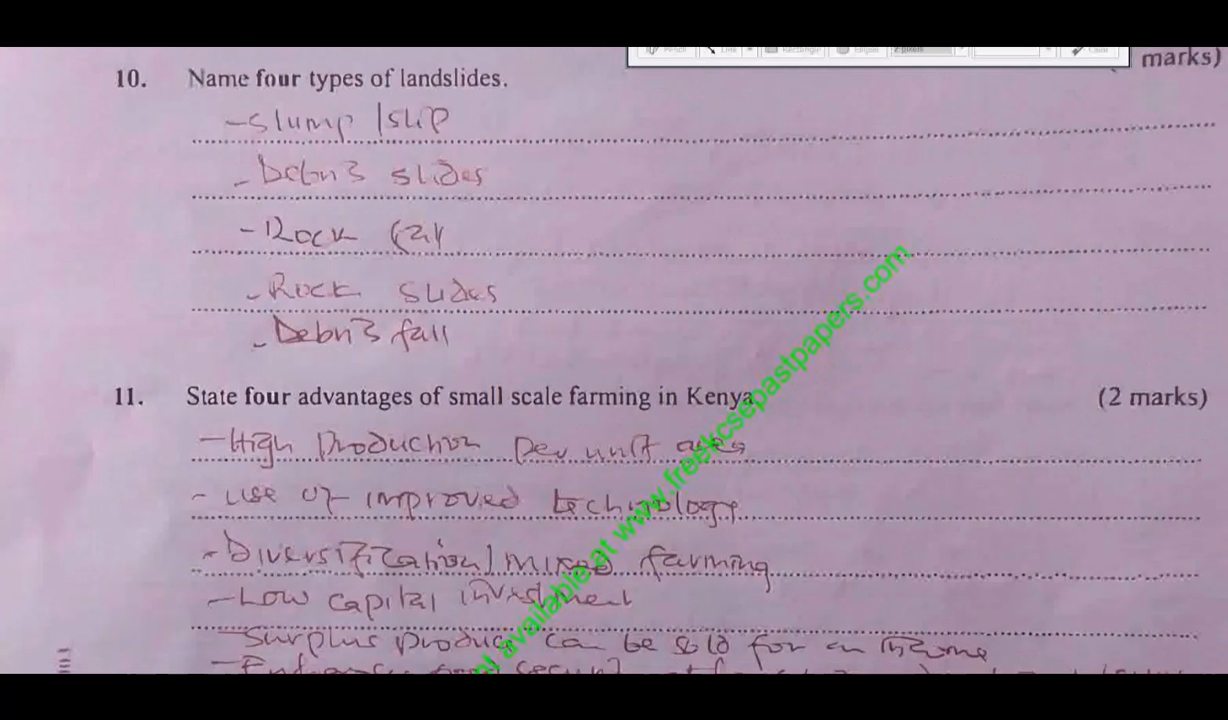 marks)
10. Name four types of landslides.
- Slump / slip
- Debris slides
- Rock fall
- Rock slides
- Debris fall
11. State four advantages of small scale farming in Kenya. (2 marks)
- High production per unit area
- use of improved technology
- Diversification / mixed farming
- Low capital investment
- Surplus produce can be sold for an income
available at www.freekcsepastpapers.com